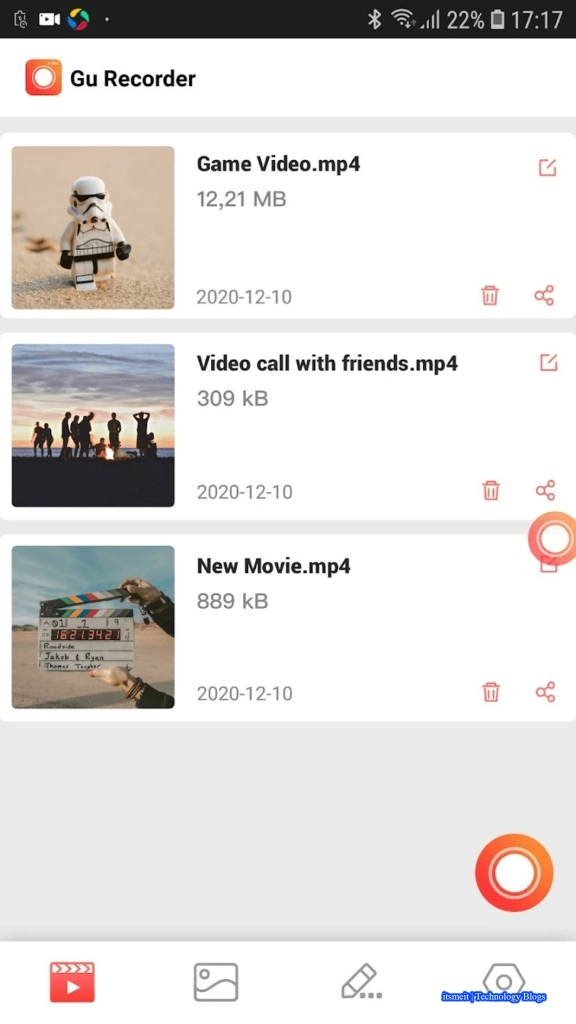 22% 17:17
Gu Recorder
Game Video.mp4
12,21 MB
2020-12-10
Video call with friends.mp4
309 kB
2020-12-10
New Movie.mp4
889 kB
16213421
Roadside
Jakob & Ryan
Thomas
2020-12-10
itsmeit | Technology Blogs